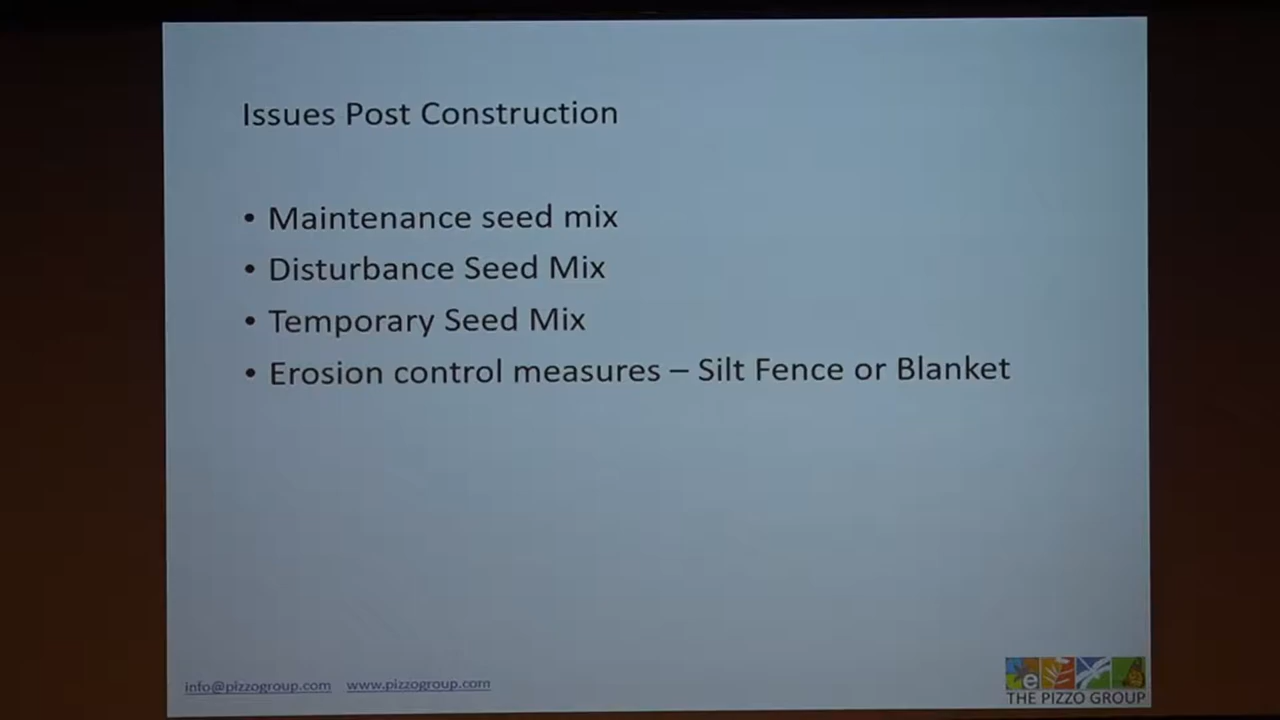 Issues Post Construction
• Maintenance seed mix
• Disturbance Seed Mix
• Temporary Seed Mix
• Erosion control measures – Silt Fence or Blanket
info@pizzogroup.com www.pizzogroup.com
e
THE PIZZO GROUP